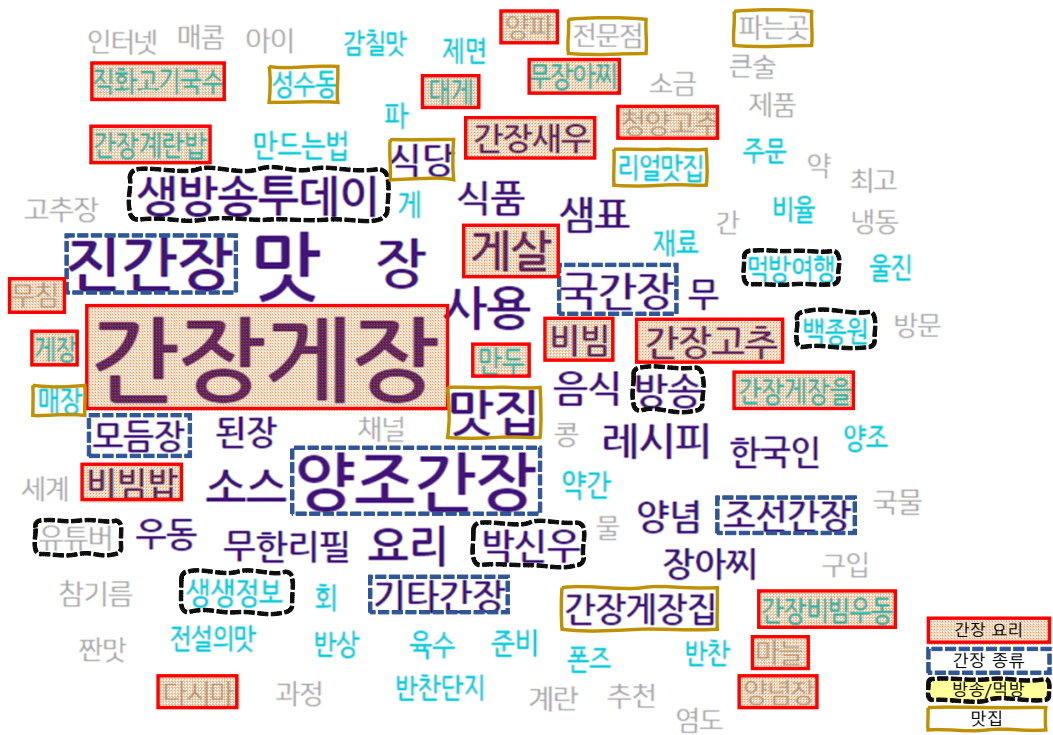 인터넷 매콤 아이 감칠맛 제면 양파 전문점 파는곳
직화고기국수 성수동 대게 무장아찌 소금 큰술
파 청양고추 제품
간장계란밥 만드는법 식당 간장새우 리얼맛집 주문 약
고추장 생방송투데이 게 식품 샘표 간 비율 최고
냉동
진간장 맛 장 게살 재료 먹방여행 울진
무침 사용 국간장 무
게장 간장게장 만두 비빔 간장고추 백종원 방문
매장 맛집 음식 방송 간장게장을
모듬장 된장 채널 콩 레시피 한국인 양조
세계 비빔밥 소스 양조간장 약간 국물
유튜버 우동 무한리필 요리 박신우 물 양념 조선간장
참기름 생생정보 회 기타간장 장아찌 구입
간장게장집 간장비빔우동
짠맛 전설의맛 반상 육수 준비 폰즈 반찬 마늘
다시마 과정 반찬단지 계란 추천 염도 양념장
간장 요리
간장 종류
방송/먹방
맛집